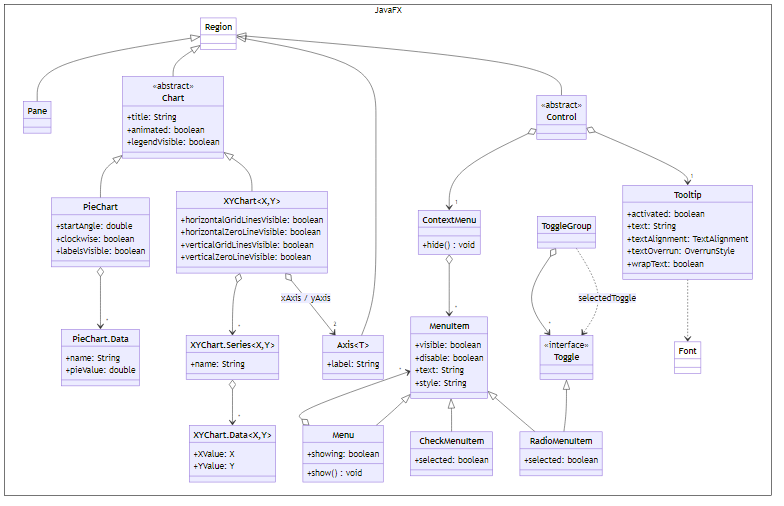 JavaFX
Region
Pane
«abstract»
Chart
+title: String
+animated: boolean
+legendVisible: boolean
«abstract»
Control
1
1
PieChart
+startAngle: double
+clockwise: boolean
+labelsVisible: boolean
XYChart<X,Y>
+horizontalGridLinesVisible: boolean
+horizontalZeroLineVisible: boolean
+verticalGridLinesVisible: boolean
+verticalZeroLineVisible: boolean
ContextMenu
+hide() : void
ToggleGroup
Tooltip
+activated: boolean
+text: String
+textAlignment: TextAlignment
+textOverrun: OverrunStyle
+wrapText: boolean
xAxis / yAxis
selectedToggle
*
*
2
*
*
PieChart.Data
+name: String
+pieValue: double
XYChart.Series<X,Y>
+name: String
Axis<T>
+label: String
MenuItem
+visible: boolean
+disable: boolean
+text: String
+style: String
«interface»
Toggle
Font
*
*
XYChart.Data<X,Y>
+XValue: X
+YValue: Y
Menu
+showing: boolean
+show() : void
CheckMenuItem
+selected: boolean
RadioMenuItem
+selected: boolean